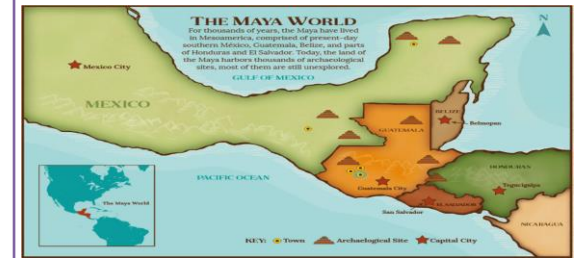 THE MAYA WORLD
For thousands of years, the Maya have lived
in Mesoamerica, comprised of present-day
southern México, Guatemala, Belize, and parts
of Honduras and El Salvador. Today, the land of
the Maya harbors thousands of archaeological
sites, most of them are still unexplored.
N
Mexico City
GULF OF MEXICO
MEXICO
BELIZE
Belmopan
GUATEMALA
HONDURAS
PACIFIC OCEAN
Guatemala City
Tegucigalpa
The Maya World
EL SALVADOR
San Salvador
NICARAGUA
KEY: Town Archaeological Site Capital City